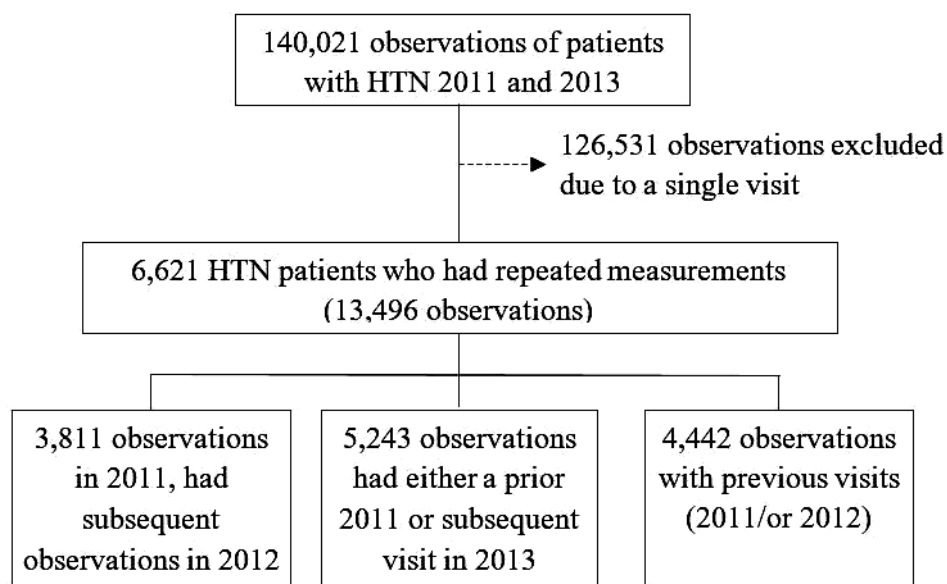 140,021 observations of patients
with HTN 2011 and 2013
126,531 observations excluded
due to a single visit
6,621 HTN patients who had repeated measurements
(13,496 observations)
3,811 observations
in 2011, had
subsequent
observations in 2012
5,243 observations
had either a prior
2011 or subsequent
visit in 2013
4,442 observations
with previous visits
(2011/or 2012)